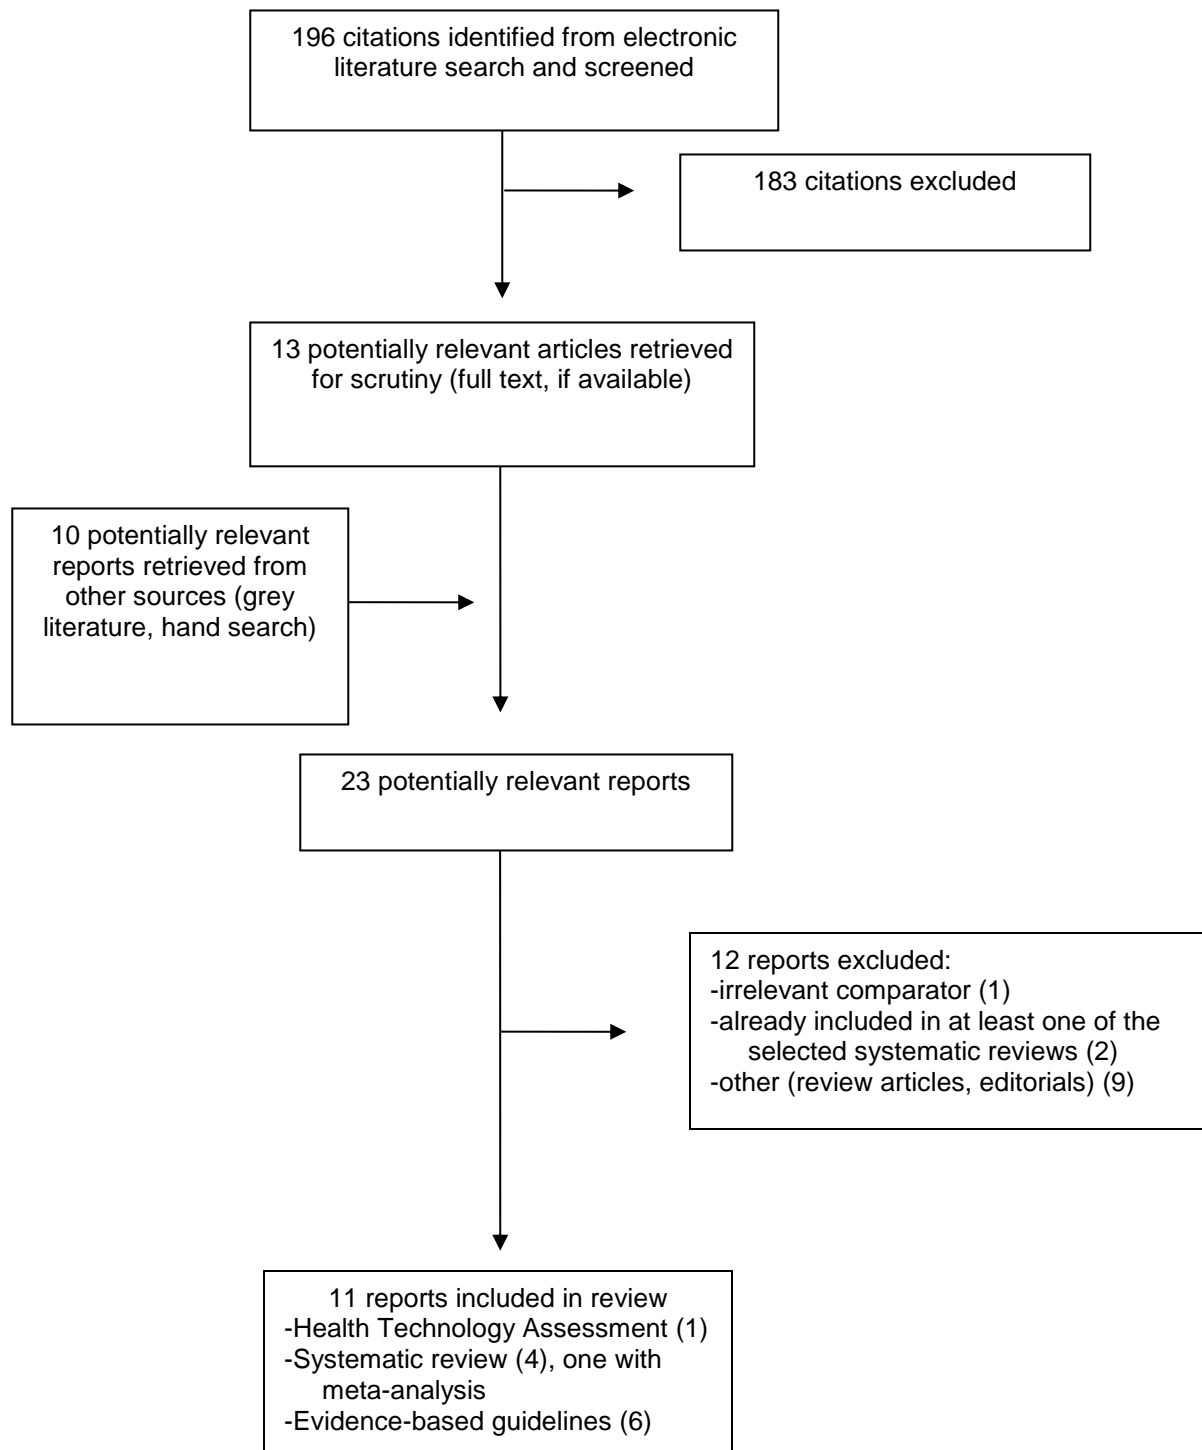 196 citations identified from electronic
literature search and screened
183 citations excluded
13 potentially relevant articles retrieved
for scrutiny (full text, if available)
10 potentially relevant
reports retrieved from
other sources (grey
literature, hand search)
23 potentially relevant reports
12 reports excluded:
-irrelevant comparator (1)
-already included in at least one of the
selected systematic reviews (2)
-other (review articles, editorials) (9)
11 reports included in review
-Health Technology Assessment (1)
-Systematic review (4), one with
meta-analysis
-Evidence-based guidelines (6)